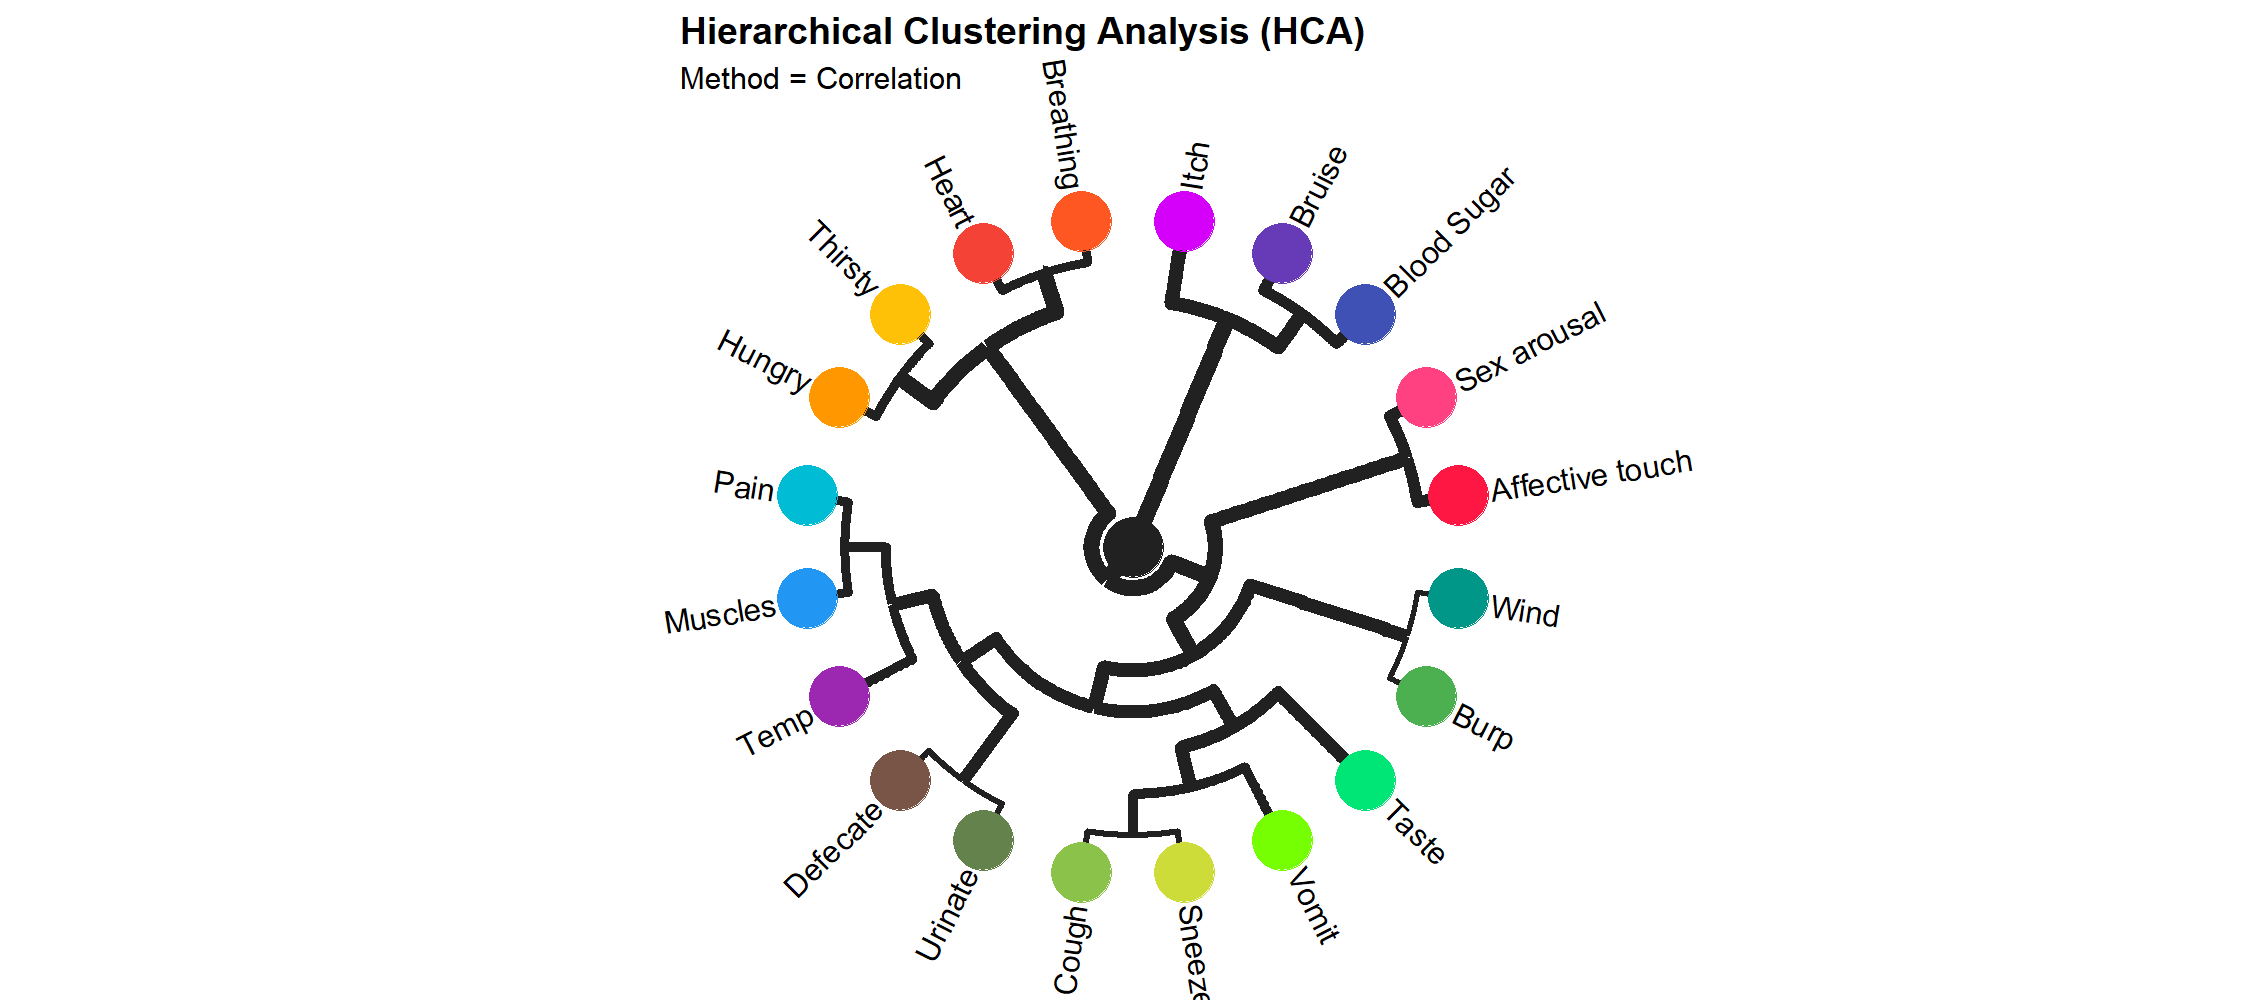 Hierarchical Clustering Analysis (HCA)
Method = Correlation
Breathing
Itch
Bruise
Blood Sugar
Sex arousal
Affective touch
Wind
Burp
Taste
Vomit
Sneeze
Cough
Urinate
Defecate
Temp
Muscles
Pain
Hungry
Thirsty
Heart